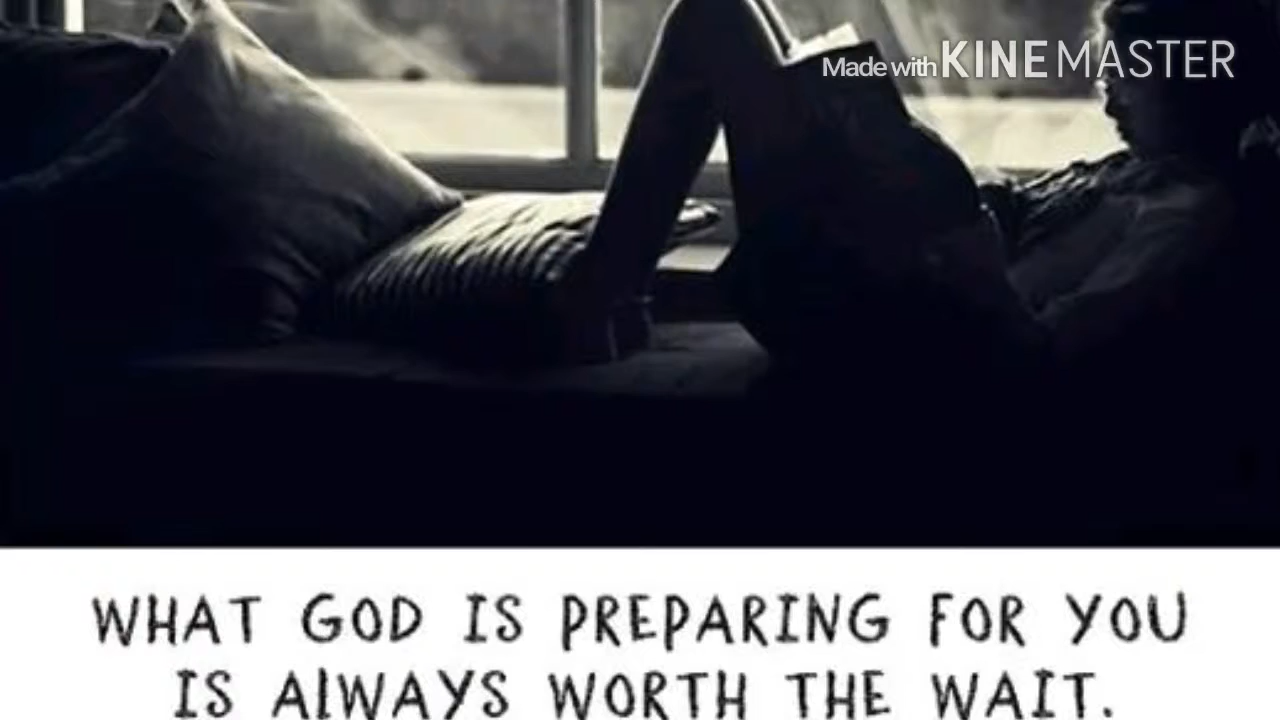 Made with KINEMASTER
WHAT GOD IS PREPARING FOR YOU
IS AlWAYS WORTH THE WAIT.